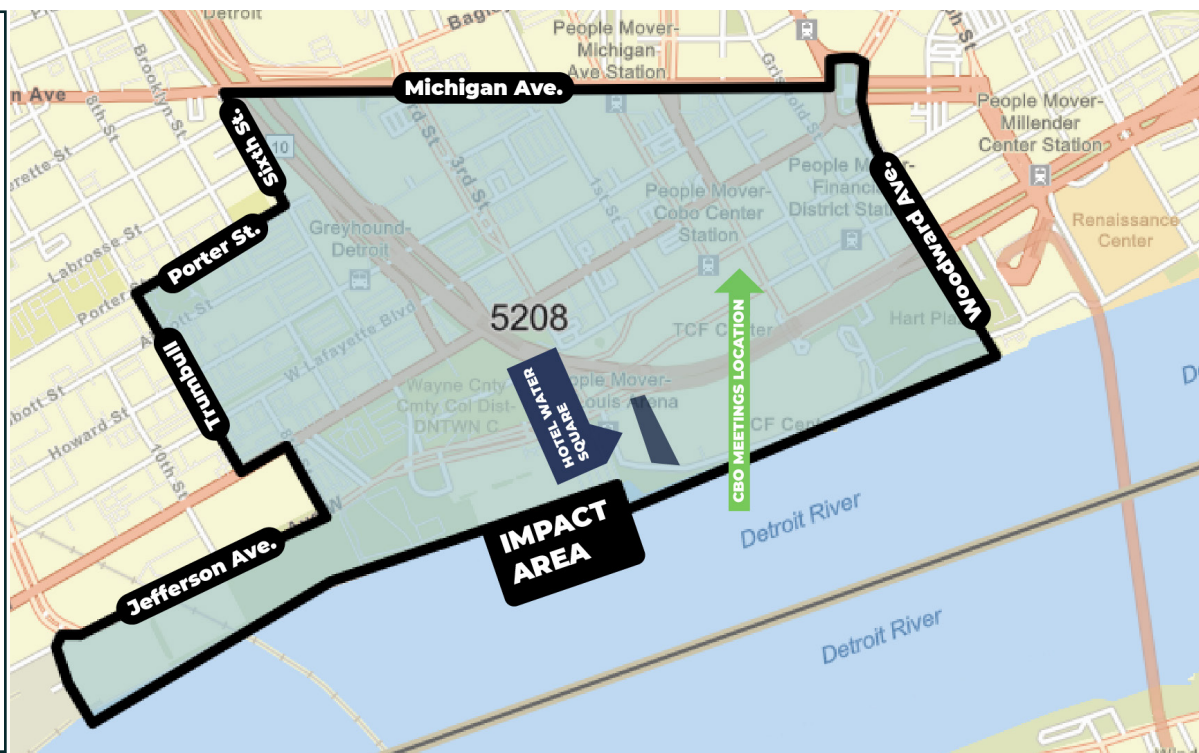 Detroit
Bagley
People Mover-
Michigan
Ave Station
Brooklyn St
8th St
n Ave
Michigan Ave.
Griswold St
People Mover-
Millender
Center Station
Sixth St.
10
3rd St
1st St
People Mover-
Cobo Center
Station
People Mover-
Financial
District Station
Woodward Ave.
Renaissance
Center
Greyhound-
Detroit
Labrosse St
Porter St.
Porter St
W Lafayette Blvd
5208
TCF Center
Hart Plaza
CBO MEETINGS LOCATION
Trumbull
Howard St
10th St
Wayne Cnty
Cmty Col Dist-
DNTWN C
People Mover-
Louis Arena
HOTEL WATER
SQUARE
TCF Center
IMPACT
AREA
Detroit River
Jefferson Ave.
Detroit River